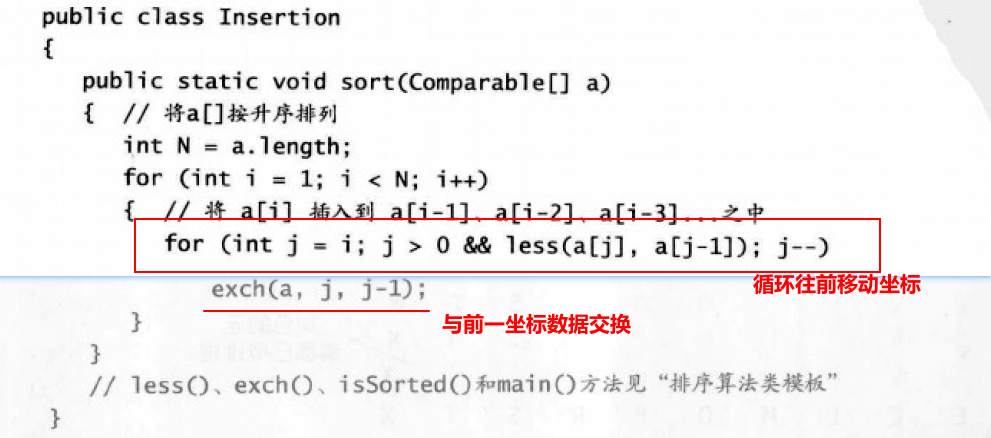 public class Insertion
{
public static void sort(Comparable[] a)
{ // 将a[]按升序排列
int N = a.length;
for (int i = 1; i < N; i++)
{ // 将 a[i] 插入到 a[i-1]、a[i-2]、a[i-3]...之中
for (int j = i; j > 0 && less(a[j], a[j-1]); j--)
循环往前移动坐标
exch(a, j, j-1);
与前一坐标数据交换
}
}
// less()、exch()、isSorted()和main()方法见“排序算法类模板”
}